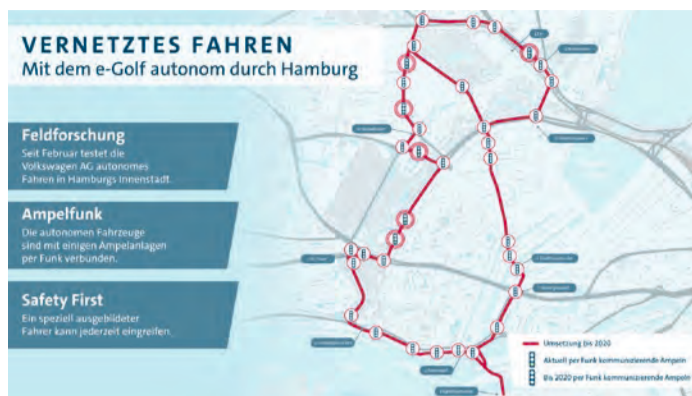 VERNETZTES FAHREN
Mit dem e-Golf autonom durch Hamburg
Feldforschung
Seit Februar testet die
Volkswagen AG autonomes
Fahren in Hamburgs Innenstadt.
Ampelfunk
Die autonomen Fahrzeuge
sind mit einigen Ampelanlagen
per Funk verbunden.
Safety First
Ein speziell ausgebildeter
Fahrer kann jederzeit eingreifen.
Umsetzung bis 2020
Aktuell per Funk kommunizierende Ampeln
Bis 2020 per Funk kommunizierende Ampeln